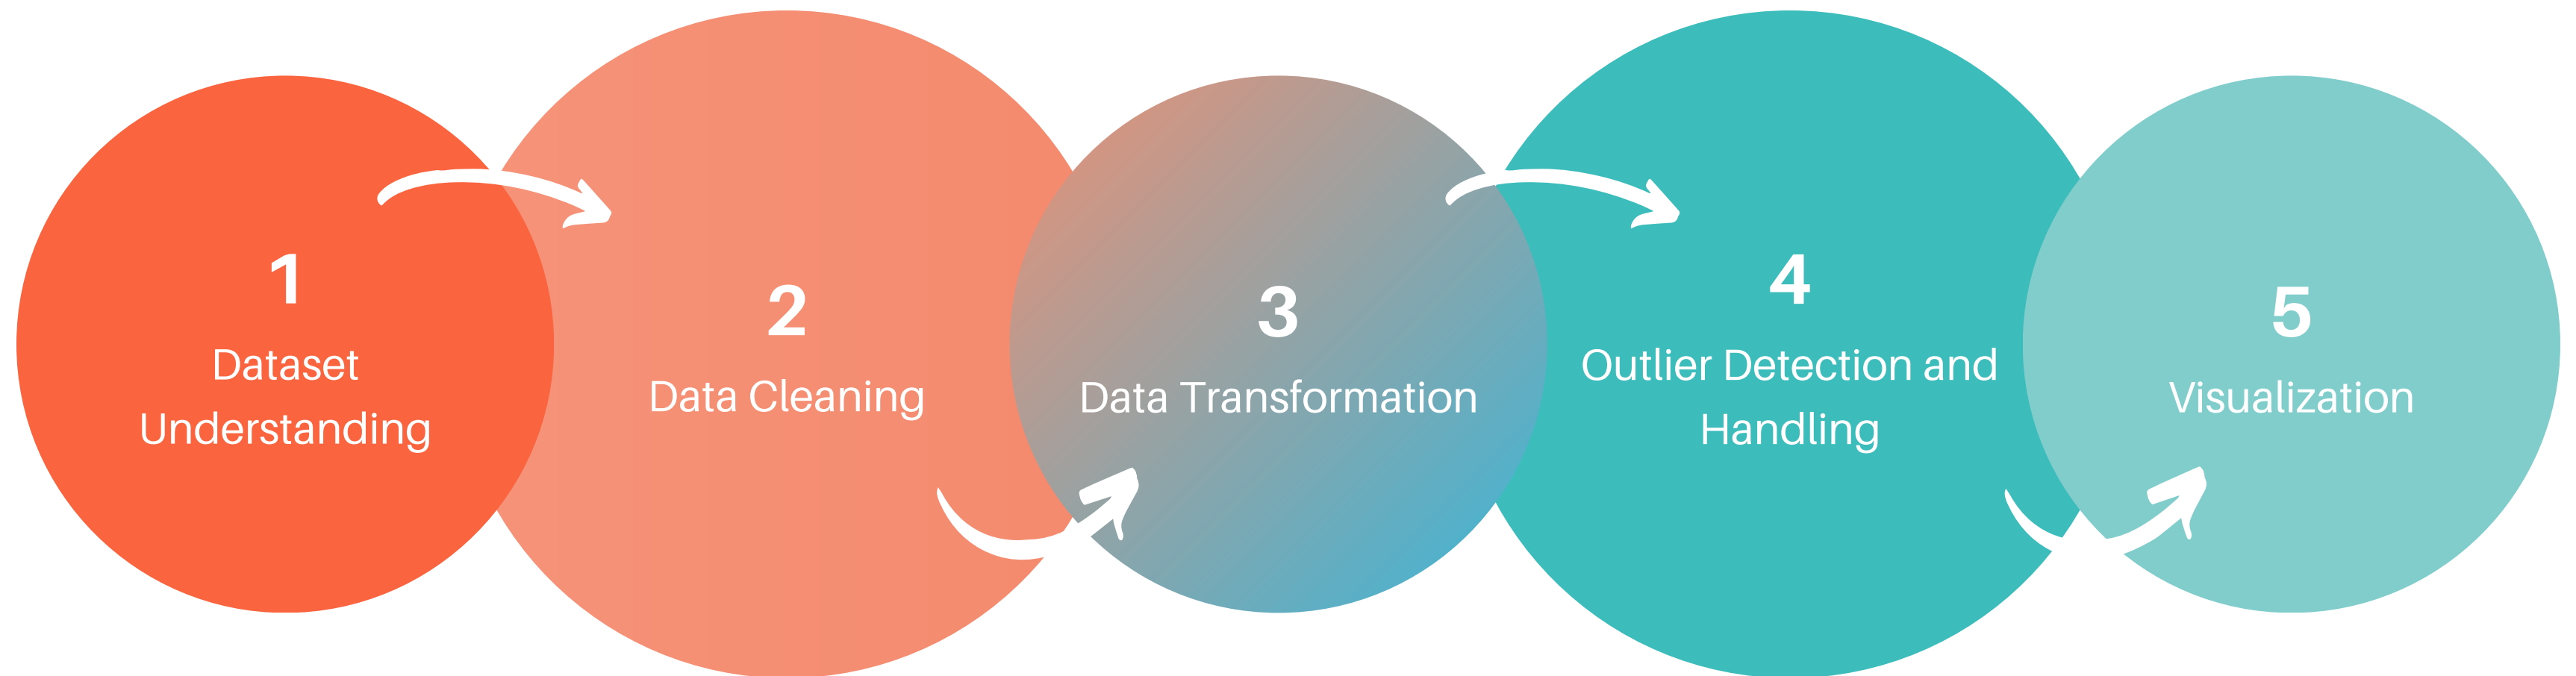 1
Dataset
Understanding
2
Data Cleaning
3
Data Transformation
4
Outlier Detection and
Handling
5
Visualization